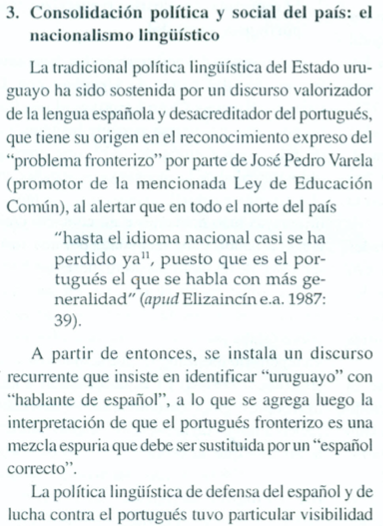 3. Consolidación política y social del país: el
nacionalismo lingüístico
La tradicional política lingüística del Estado uru-
guayo ha sido sostenida por un discurso valorizador
de la lengua española y desacreditador del portugués,
que tiene su origen en el reconocimiento expreso del
“problema fronterizo” por parte de José Pedro Varela
(promotor de la mencionada Ley de Educación
Común), al alertar que en todo el norte del país
“hasta el idioma nacional casi se ha
perdido ya¹¹, puesto que es el por-
tugués el que se habla con más ge-
neralidad” (apud Elizaincín e.a. 1987:
39).
A partir de entonces, se instala un discurso
recurrente que insiste en identificar “uruguayo” con
“hablante de español”, a lo que se agrega luego la
interpretación de que el portugués fronterizo es una
mezcla espuria que debe ser sustituida por un “español
correcto”.
La política lingüística de defensa del español y de
lucha contra el portugués tuvo particular visibilidad